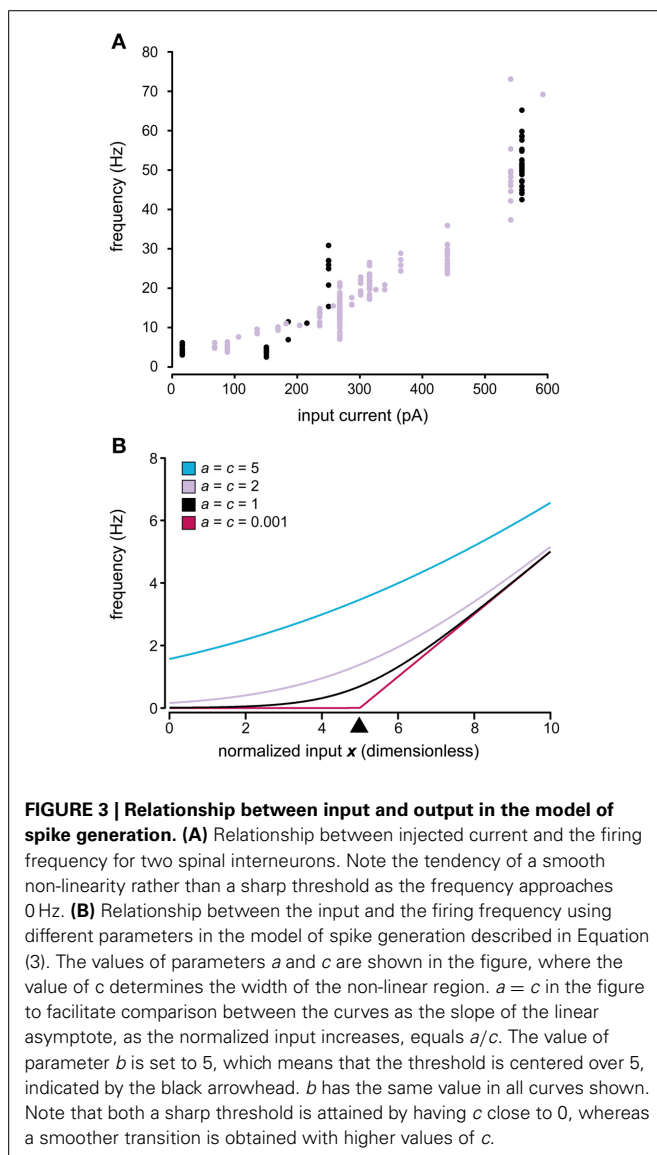 A
80
70
60
50
40
30
20
10
0
frequency (Hz)
0 100 200 300 400 500 600
input current (pA)
B
8
6
4
2
0
frequency (Hz)
a = c = 5
a = c = 2
a = c = 1
a = c = 0.001
0 2 4 6 8 10
normalized input x (dimensionless)
FIGURE 3 | Relationship between input and output in the model of
spike generation. (A) Relationship between injected current and the firing
frequency for two spinal interneurons. Note the tendency of a smooth
non-linearity rather than a sharp threshold as the frequency approaches
0 Hz. (B) Relationship between the input and the firing frequency using
different parameters in the model of spike generation described in Equation
(3). The values of parameters a and c are shown in the figure, where the
value of c determines the width of the non-linear region. a = c in the figure
to facilitate comparison between the curves as the slope of the linear
asymptote, as the normalized input increases, equals a/c. The value of
parameter b is set to 5, which means that the threshold is centered over 5,
indicated by the black arrowhead. b has the same value in all curves shown.
Note that both a sharp threshold is attained by having c close to 0, whereas
a smoother transition is obtained with higher values of c.